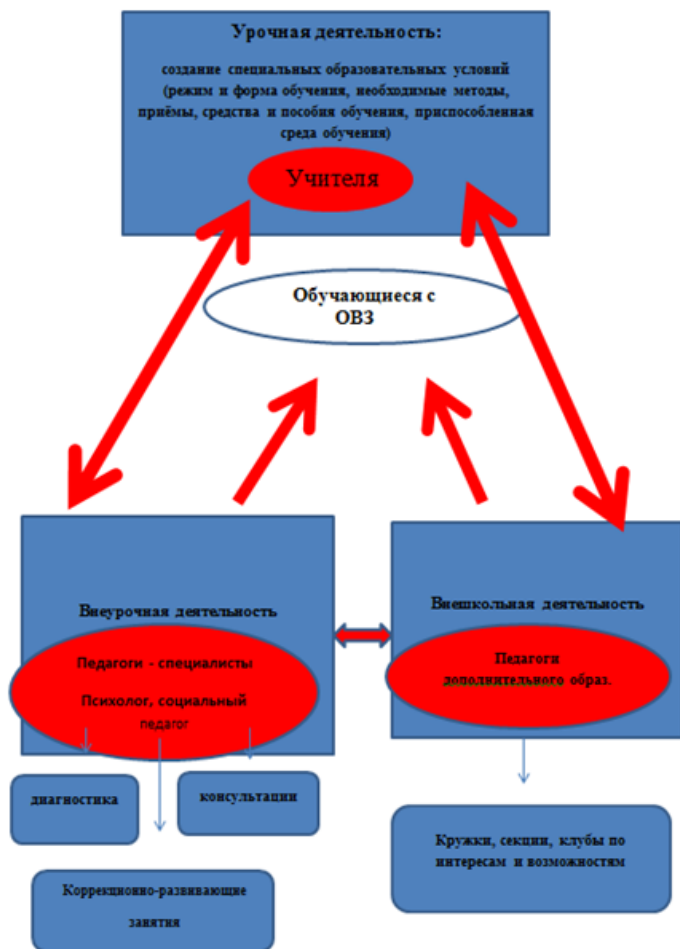 Урочная деятельность:
создание специальных образовательных условий
(режим и форма обучения, необходимые методы,
приёмы, средства и пособия обучения, приспособленная
среда обучения)
Учителя
Обучающиеся с
ОВЗ
Внеурочная деятельность
Педагоги - специалисты
Психолог, социальный
педагог
Внешкольная деятельность
Педагоги
дополнительного образ.
диагностика
консультации
Коррекционно-развивающие
занятия
Кружки, секции, клубы по
интересам и возможностям